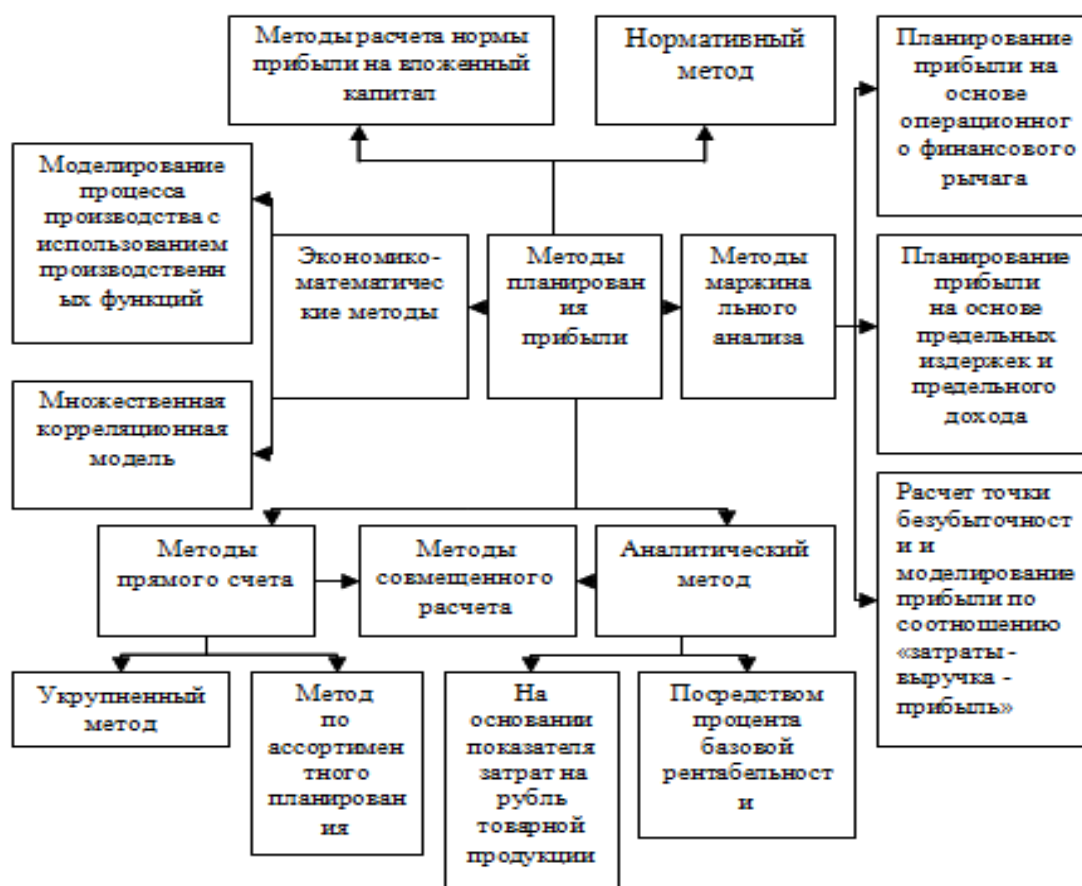 Методы расчета нормы
прибыли на вложенный
капитал
Нормативный
метод
Планирование
прибыли на
основе
операционног
о финансового
рычага
Моделирование
процесса
производства с
использованием
производственн
ых функций
Экономико-
математичес
кие методы
Методы
планирован
ия
прибыли
Методы
маржина
льного
анализа
Планирование
прибыли
на основе
предельных
издержек и
предельного
дохода
Множественная
корреляционная
модель
Расчет точки
безубыточност
и и
моделирование
прибыли по
соотношению
«затраты -
выручка -
прибыль»
Методы
прямого счета
Методы
совмещенного
расчета
Аналитический
метод
Укрупненный
метод
Метод
по
ассортимен
тного
планирован
ия
На
основании
показателя
затрат на
рубль
товарной
продукции
Посредством
процента
базовой
рентабельност
и